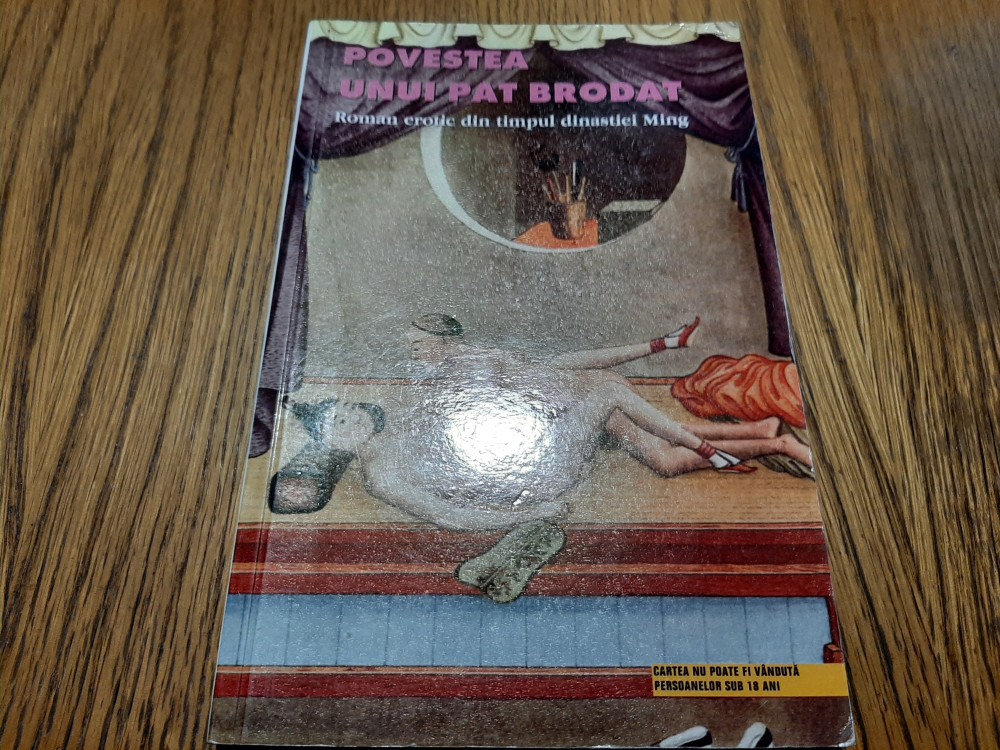 POVESTEA
UNUI PAT BRODAT
Roman erotic din timpul dinastiei Ming
CARTEA NU POATE FI VÂNDUTĂ
PERSOANELOR SUB 18 ANI